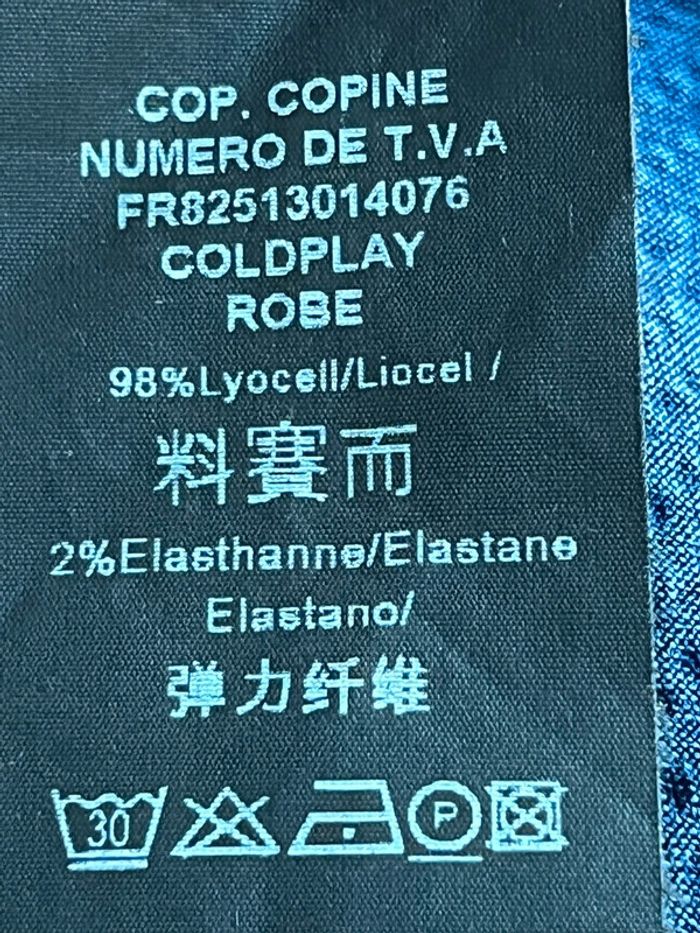 COP. COPINE
NUMERO DE T.V.A
FR82513014076
COLDPLAY
ROBE
98%Lyocell/Liocel /
料賽而
2%Elasthanne/Elastane
Elastano/
弹力纤维
30
P